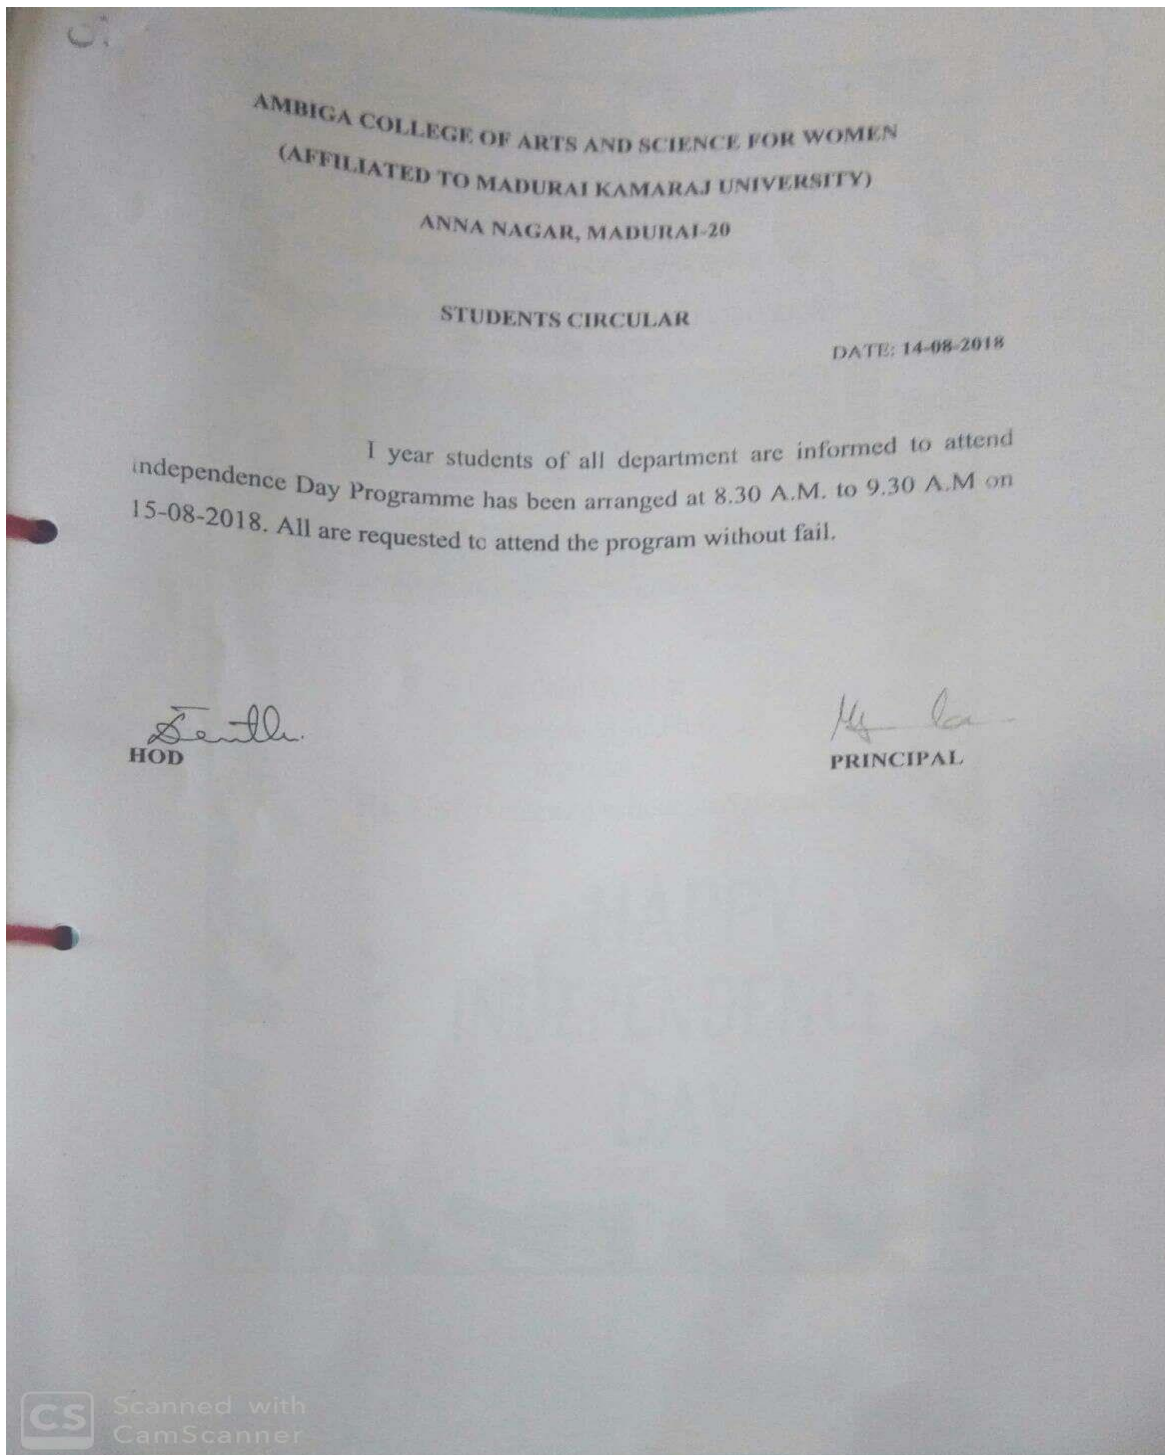 AMBIGA COLLEGE OF ARTS AND SCIENCE FOR WOMEN
(AFFILIATED TO MADURAI KAMARAJ UNIVERSITY)
ANNA NAGAR, MADURAI-20
STUDENTS CIRCULAR
DATE: 14-08-2018
I year students of all department are informed to attend
independence Day Programme has been arranged at 8.30 A.M. to 9.30 A.M on
15-08-2018. All are requested to attend the program without fail.
HOD
PRINCIPAL
CS Scanned with
CamScanner